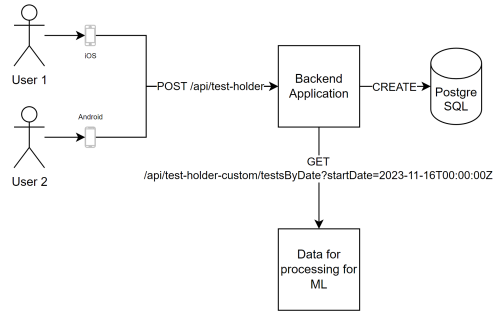 User 1
iOS
Android
User 2
POST /api/test-holder
Backend
Application
CREATE
Postgre
SQL
GET
/api/test-holder-custom/testsByDate?startDate=2023-11-16T00:00:00Z
Data for
processing for
ML